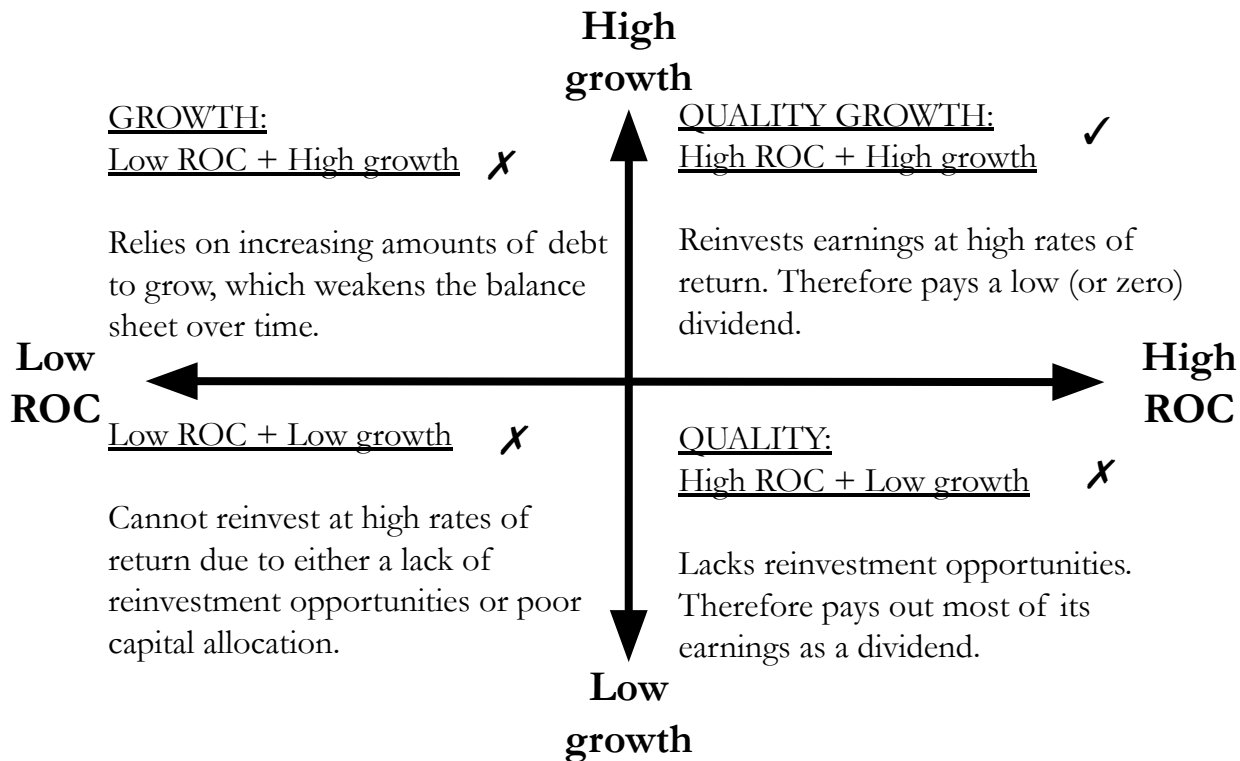 High
growth
GROWTH:
Low ROC + High growth ✗
Relies on increasing amounts of debt
to grow, which weakens the balance
sheet over time.
QUALITY GROWTH: ✓
High ROC + High growth
Reinvests earnings at high rates of
return. Therefore pays a low (or zero)
dividend.
Low
ROC
High
ROC
Low ROC + Low growth ✗
Cannot reinvest at high rates of
return due to either a lack of
reinvestment opportunities or poor
capital allocation.
QUALITY:
High ROC + Low growth ✗
Lacks reinvestment opportunities.
Therefore pays out most of its
earnings as a dividend.
Low
growth